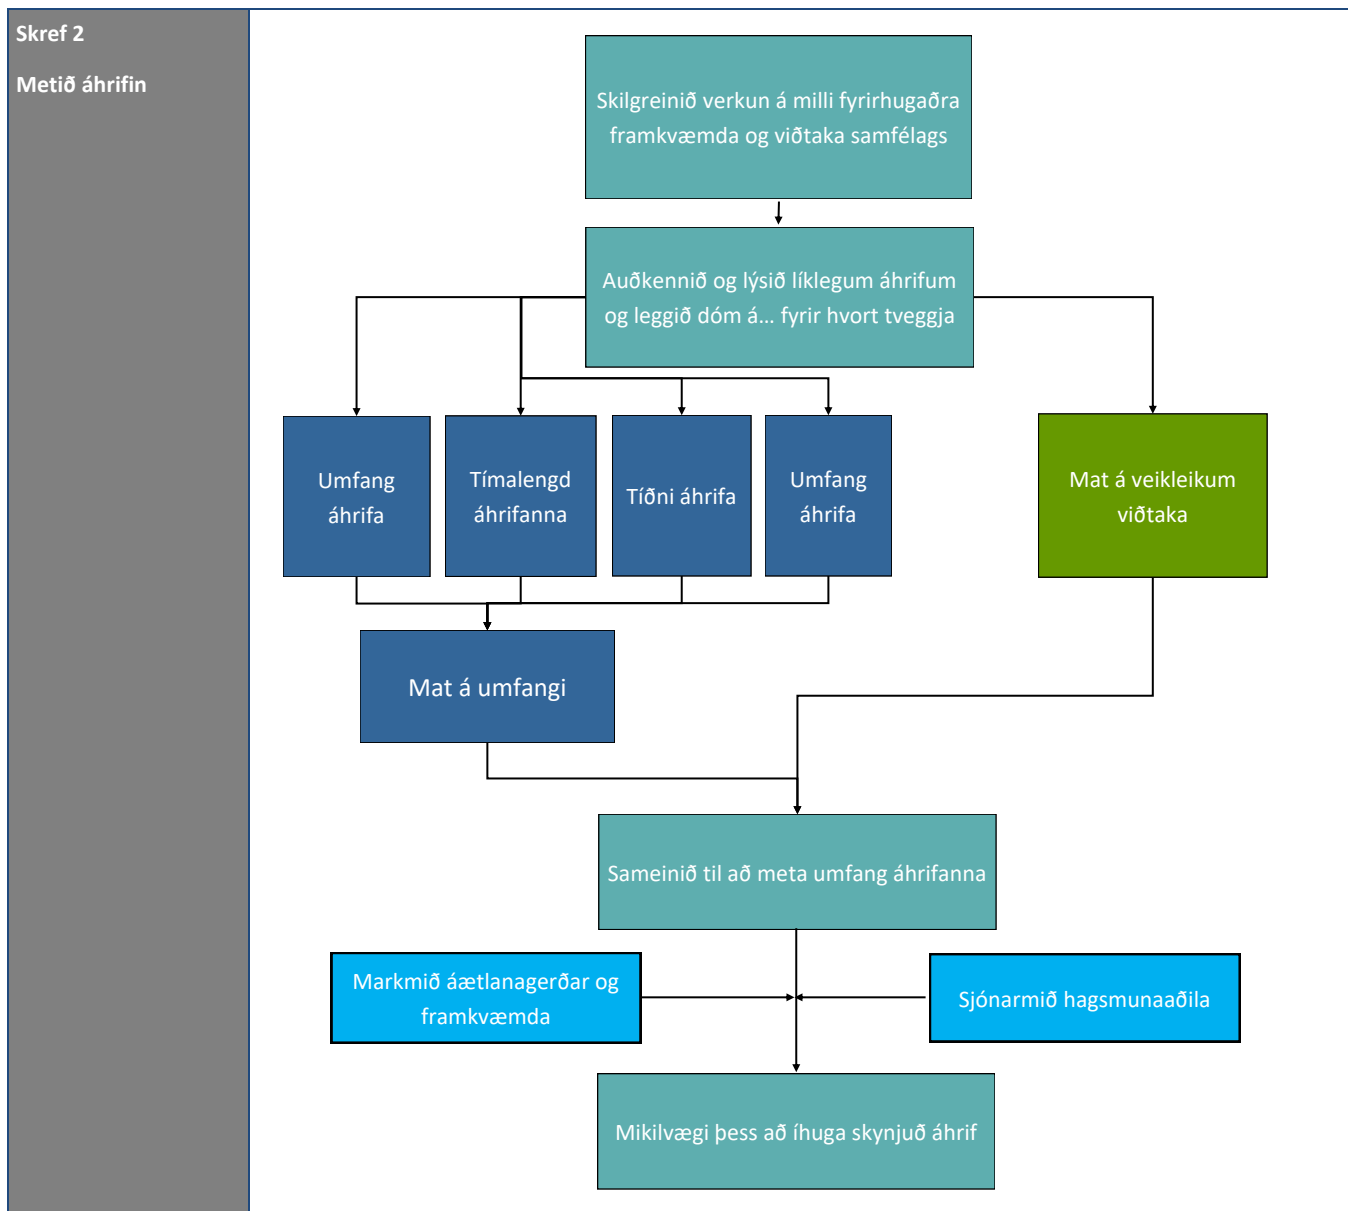 Skref 2
Metið áhrifin
Skilgreinið verkun á milli fyrirhugaðra
framkvæmda og viðtaka samfélags
Auðkennið og lýsið líklegum áhrifum
og leggið dóm á... fyrir hvort tveggja
Umfang
áhrifa
Tímalengd
áhrifanna
Tíðni áhrifa
Umfang
áhrifa
Mat á veikleikum
viðtaka
Mat á umfangi
Sameinið til að meta umfang áhrifanna
Markmið áætlanagerðar og
framkvæmda
Sjónarmið hagsmunaaðila
Mikilvægi þess að íhuga skynjuð áhrif